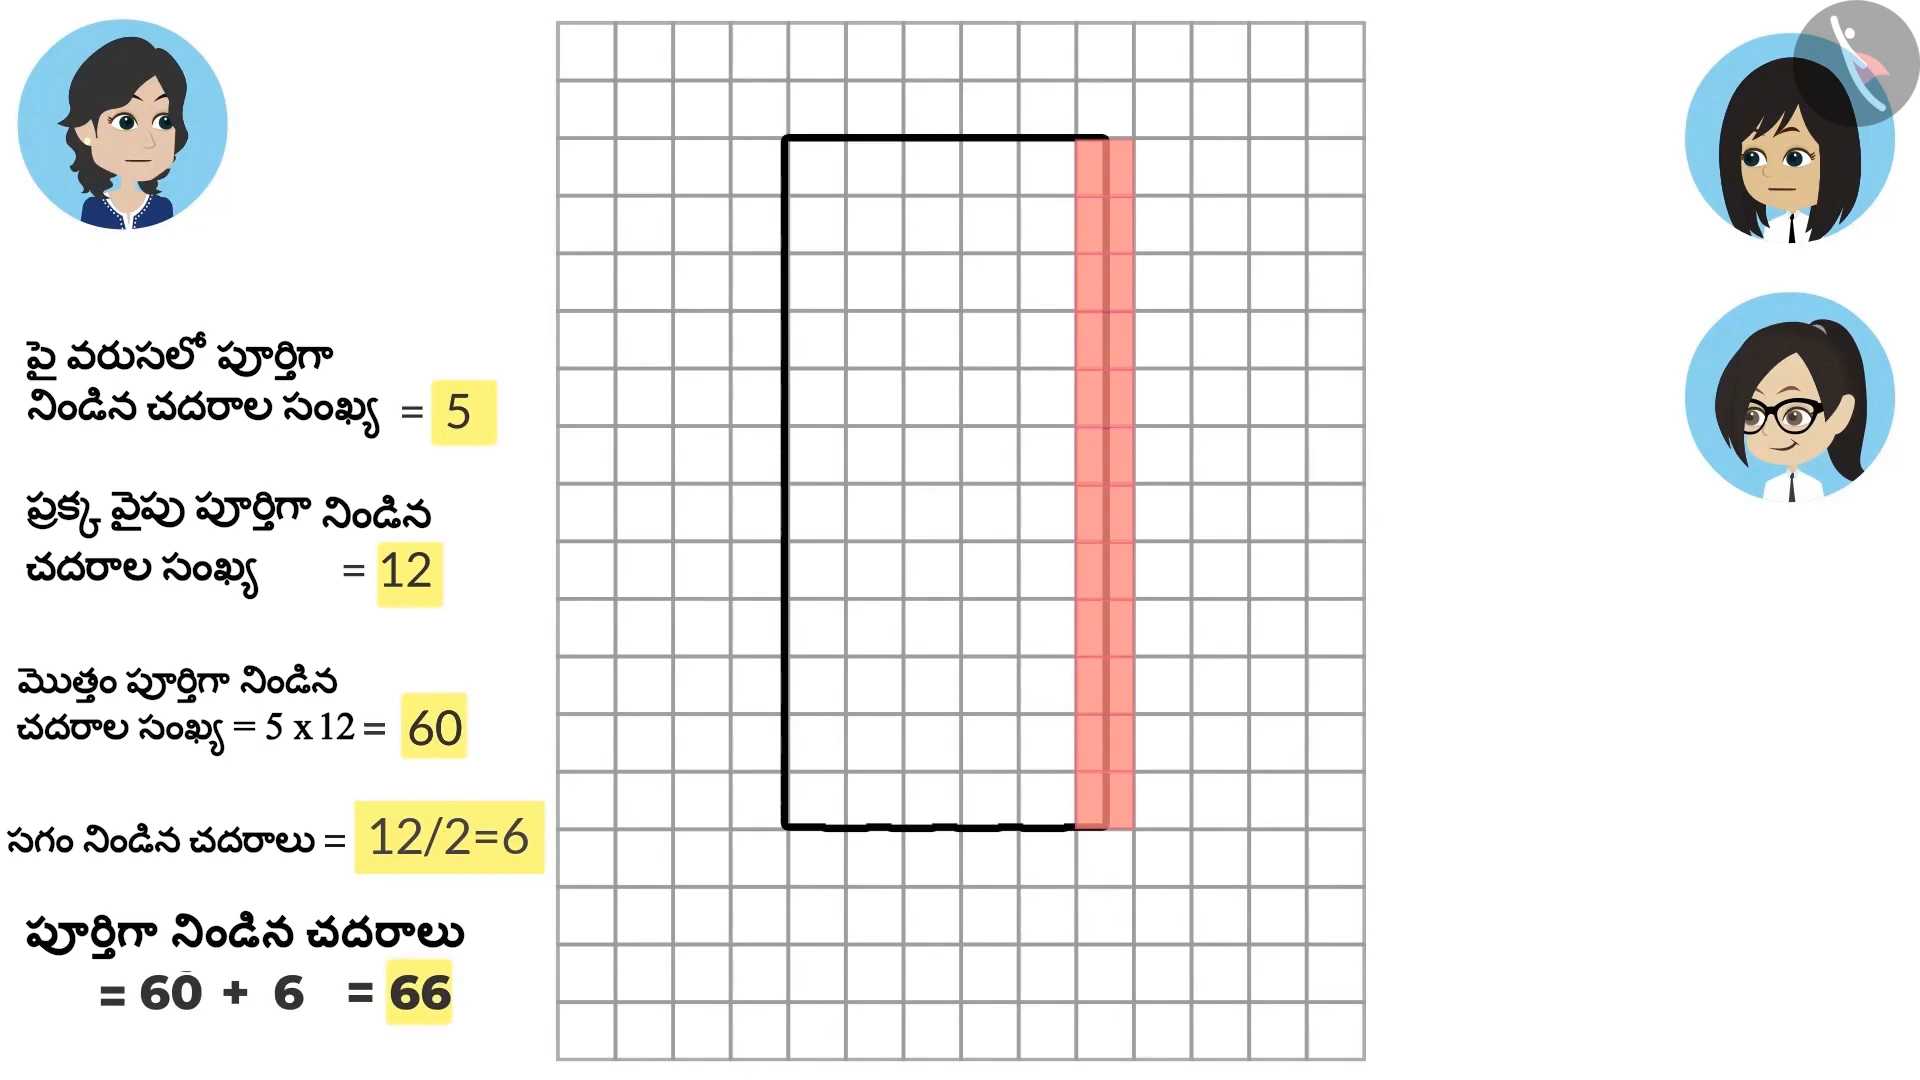 పై వరుసలో పూర్తిగా
నిండిన చదరాల సంఖ్య = 5
ప్రక్క వైపు పూర్తిగా నిండిన
చదరాల సంఖ్య = 12
మొత్తం పూర్తిగా నిండిన
చదరాల సంఖ్య = 5 x 12 = 60
సగం నిండిన చదరాలు = 12/2=6
పూర్తిగా నిండిన చదరాలు
= 60 + 6 = 66